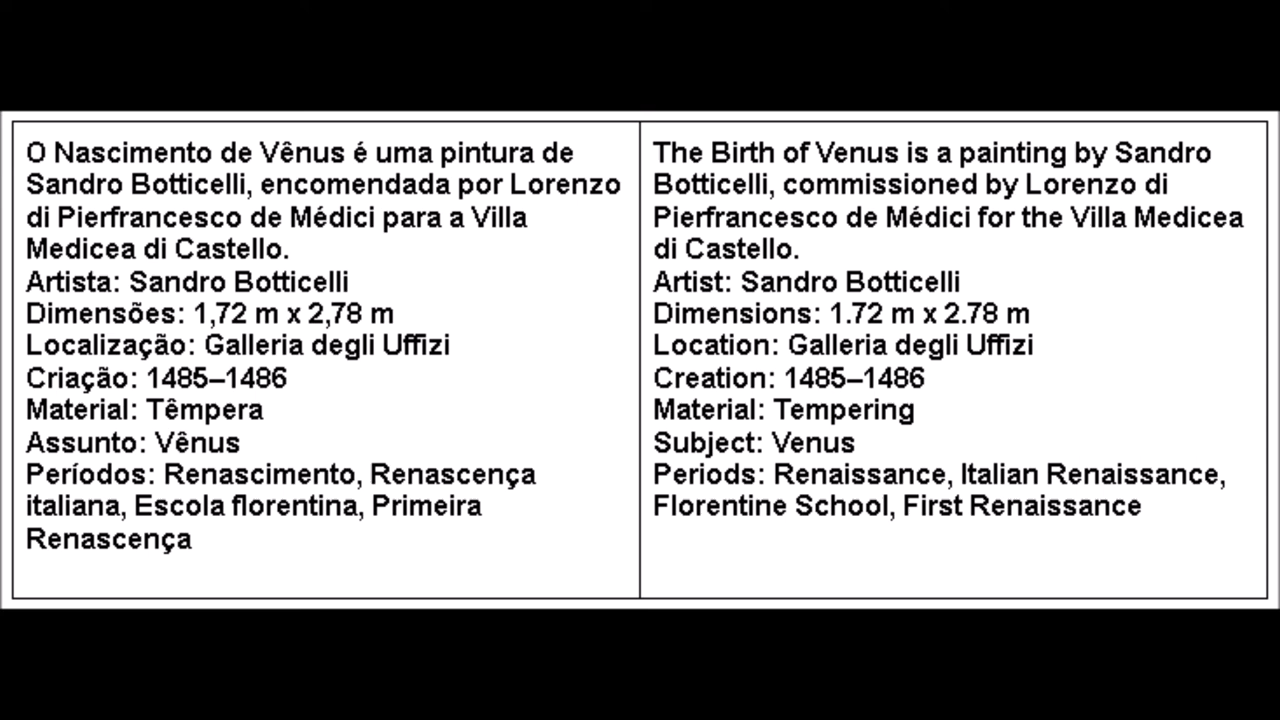 O Nascimento de Vênus é uma pintura de
Sandro Botticelli, encomendada por Lorenzo
di Pierfrancesco de Médici para a Villa
Medicea di Castello.
Artista: Sandro Botticelli
Dimensões: 1,72 m x 2,78 m
Localização: Galleria degli Uffizi
Criação: 1485–1486
Material: Têmpera
Assunto: Vênus
Períodos: Renascimento, Renascença
italiana, Escola florentina, Primeira
Renascença
The Birth of Venus is a painting by Sandro
Botticelli, commissioned by Lorenzo di
Pierfrancesco de Médici for the Villa Medicea
di Castello.
Artist: Sandro Botticelli
Dimensions: 1.72 m x 2.78 m
Location: Galleria degli Uffizi
Creation: 1485–1486
Material: Tempering
Subject: Venus
Periods: Renaissance, Italian Renaissance,
Florentine School, First Renaissance